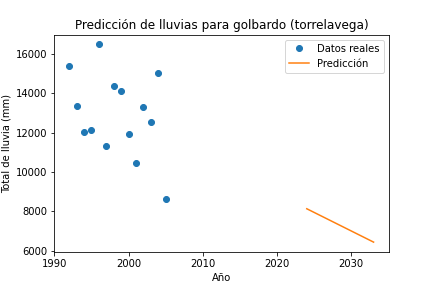 Predicción de lluvias para golbardo (torrelavega)
Datos reales
Predicción
Total de lluvia (mm)
16000
14000
12000
10000
8000
6000
1990
2000
2010
2020
2030
Año